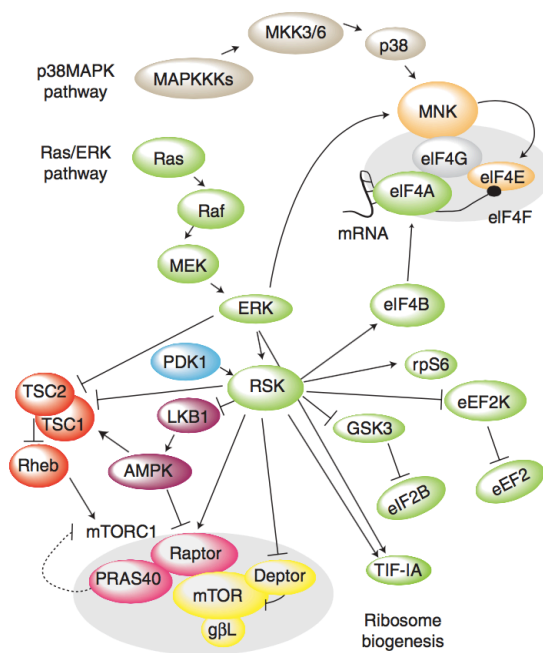 MKK3/6
p38
p38MAPK
pathway
MAPKKKs
MNK
Ras/ERK
pathway
Ras
eIF4G
eIF4E
eIF4A
Raf
eIF4F
mRNA
MEK
ERK
eIF4B
PDK1
rpS6
TSC2
RSK
eEF2K
TSC1
LKB1
GSK3
Rheb
AMPK
eEF2
eIF2B
mTORC1
Raptor
PRAS40
Deptor
TIF-IA
mTOR
gβL
Ribosome
biogenesis